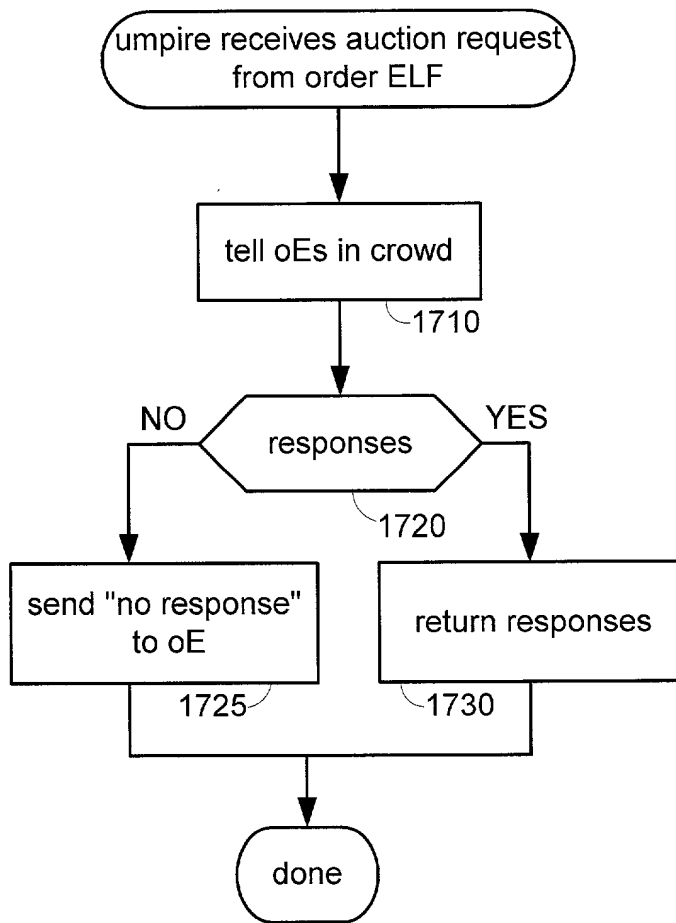 umpire receives auction request
from order ELF
tell oEs in crowd
1710
NO
YES
responses
1720
send "no response"
to oE
return responses
1725
1730
done